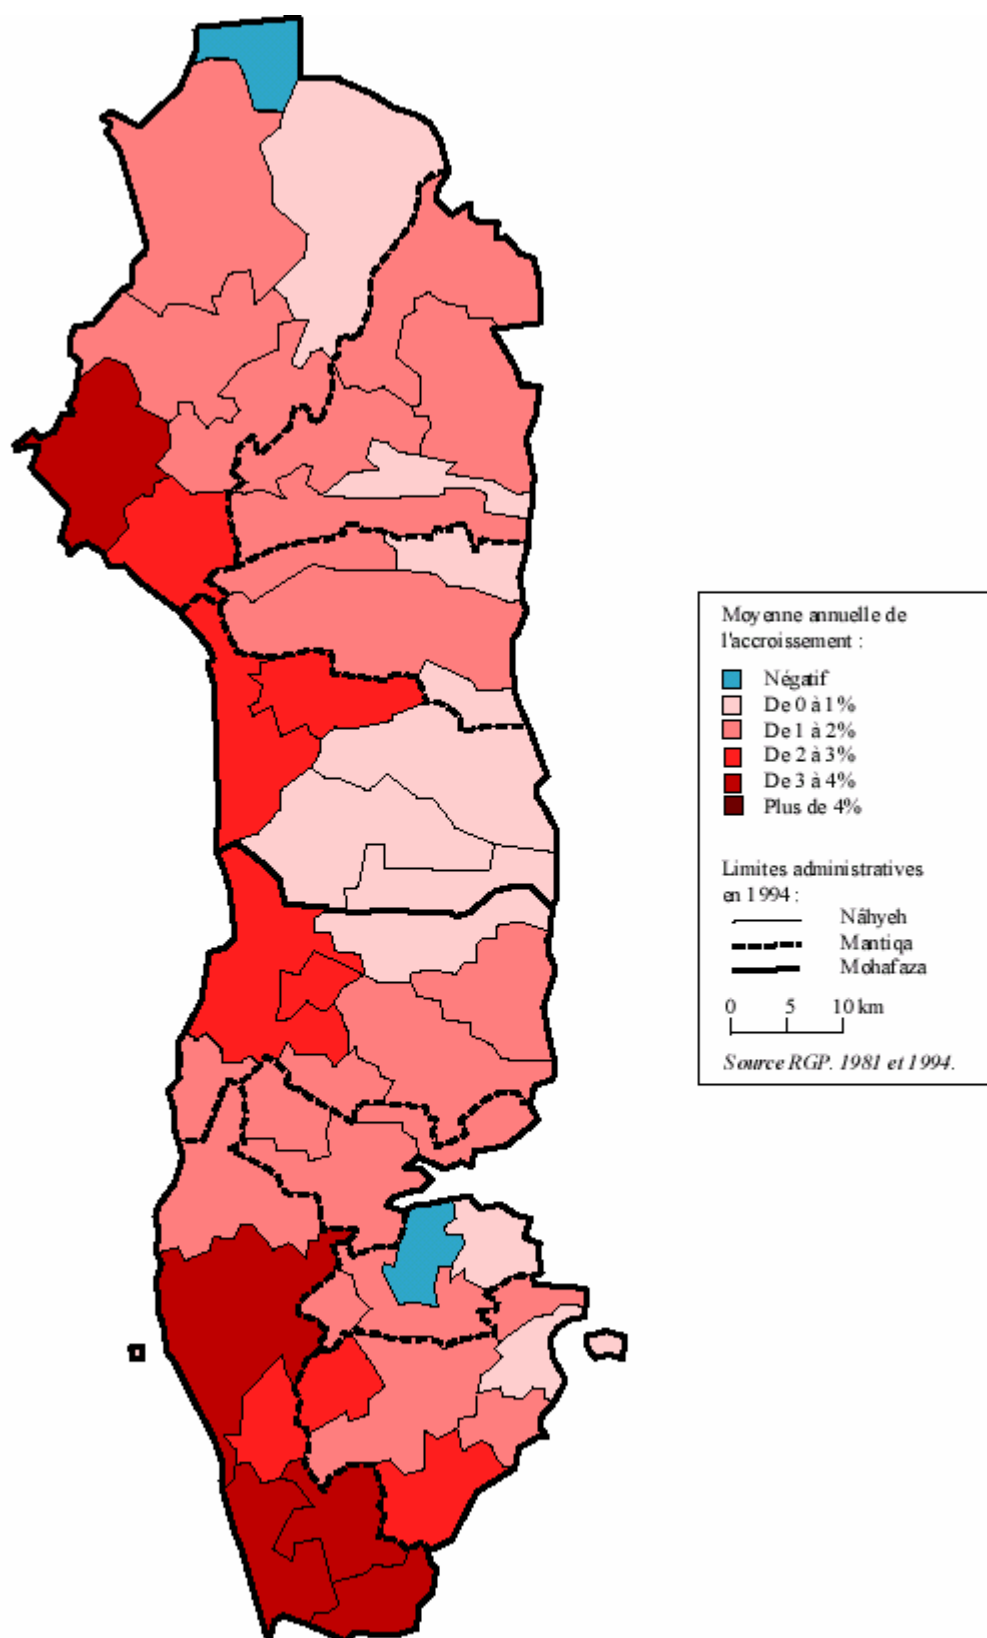 Moyenne annuelle de
l'accroissement :
Négatif
De 0 à 1%
De 1 à 2%
De 2 à 3%
De 3 à 4%
Plus de 4%
Limites administratives
en 1994 :
Nâhyeh
Mantiqa
Mohafaza
0 5 10 km
Source RGP. 1981 et 1994.